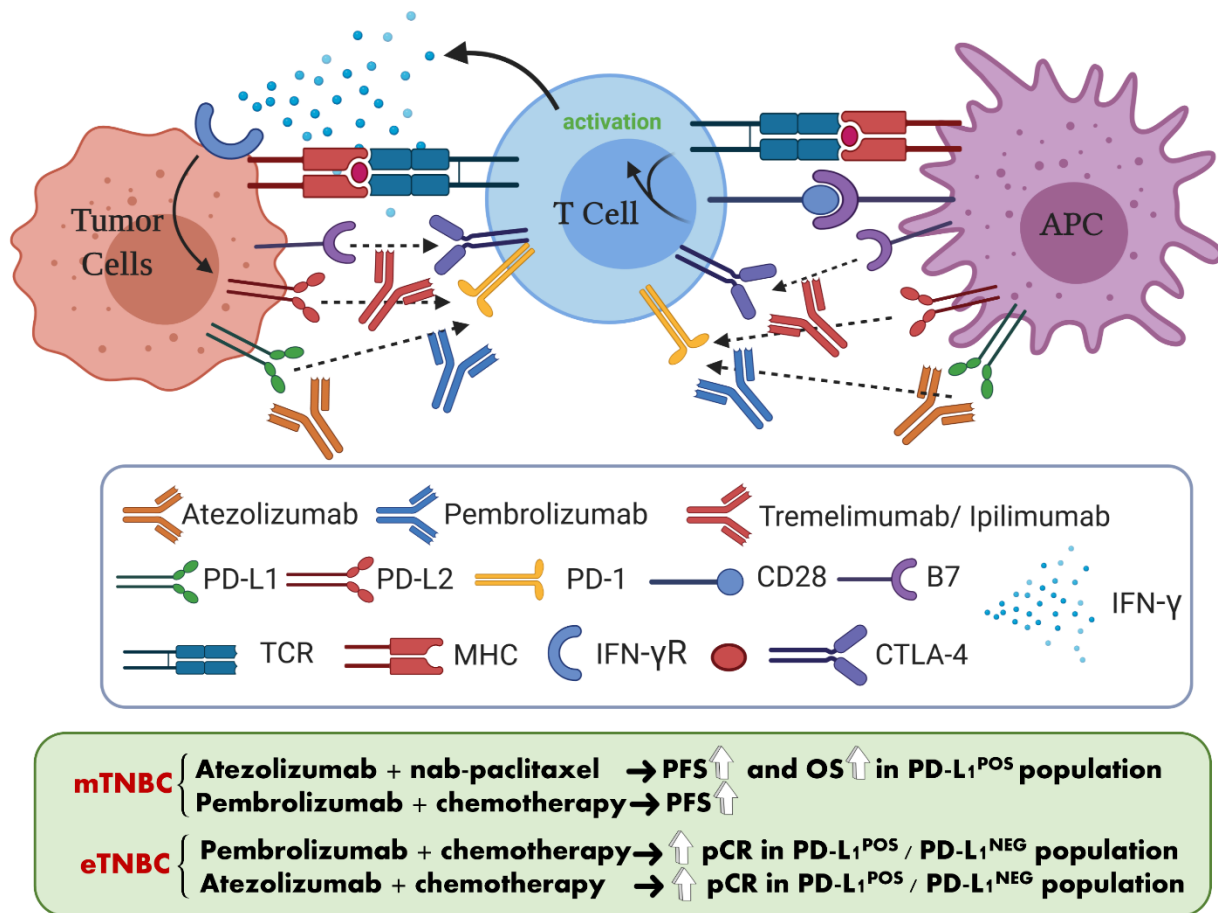 activation
Tumor
Cells
T Cell
APC
Atezolizumab
Pembrolizumab
Tremelimumab/ Ipilimumab
PD-L1
PD-L2
PD-1
CD28
B7
IFN-γ
TCR
MHC
IFN-γR
CTLA-4
mTNBC
Atezolizumab + nab-paclitaxel → PFS ⇧ and OS ⇧ in PD-L1ᴾᴼˢ population
Pembrolizumab + chemotherapy → PFS ⇧
eTNBC
Pembrolizumab + chemotherapy → ⇧ pCR in PD-L1ᴾᴼˢ / PD-L1ᴺᴱᴳ population
Atezolizumab + chemotherapy → ⇧ pCR in PD-L1ᴾᴼˢ / PD-L1ᴺᴱᴳ population